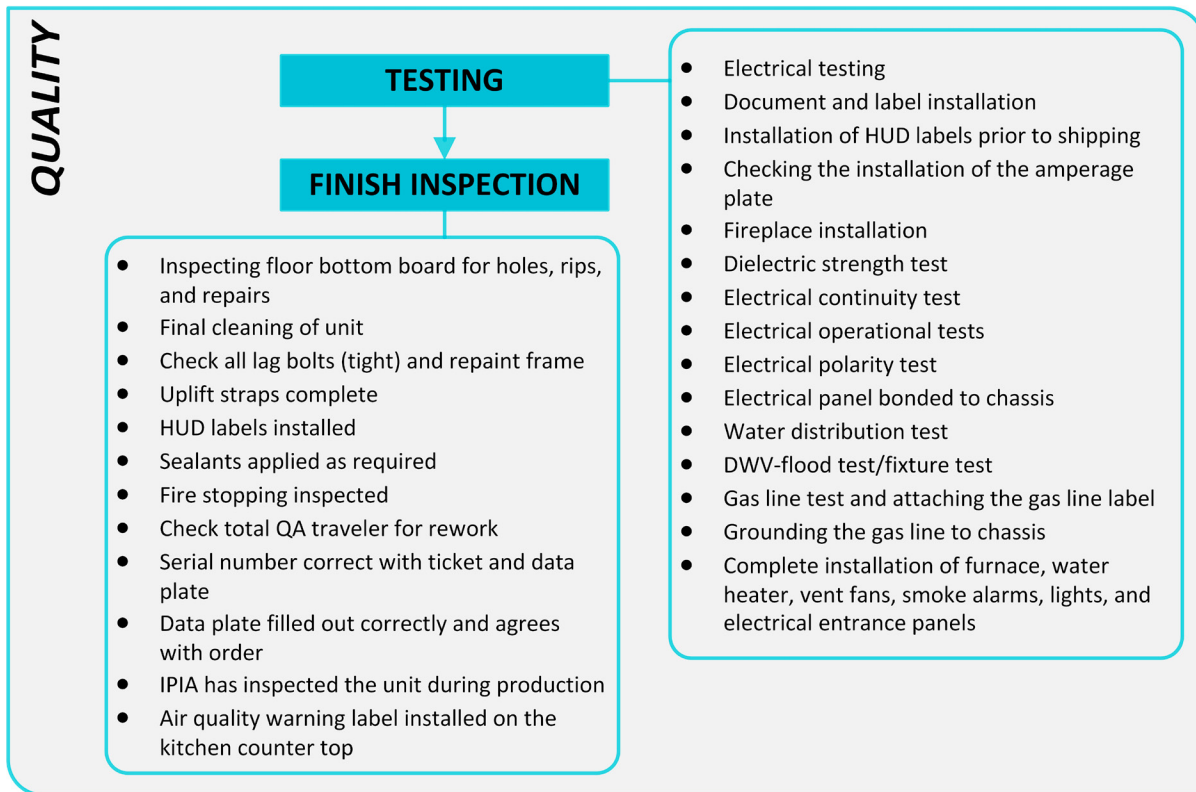 QUALITY
TESTING
• Electrical testing
• Document and label installation
• Installation of HUD labels prior to shipping
• Checking the installation of the amperage
plate
• Fireplace installation
• Dielectric strength test
• Electrical continuity test
• Electrical operational tests
• Electrical polarity test
• Electrical panel bonded to chassis
• Water distribution test
• DWV-flood test/fixture test
• Gas line test and attaching the gas line label
• Grounding the gas line to chassis
• Complete installation of furnace, water
heater, vent fans, smoke alarms, lights, and
electrical entrance panels
FINISH INSPECTION
• Inspecting floor bottom board for holes, rips,
and repairs
• Final cleaning of unit
• Check all lag bolts (tight) and repaint frame
• Uplift straps complete
• HUD labels installed
• Sealants applied as required
• Fire stopping inspected
• Check total QA traveler for rework
• Serial number correct with ticket and data
plate
• Data plate filled out correctly and agrees
with order
• IPIA has inspected the unit during production
• Air quality warning label installed on the
kitchen counter top